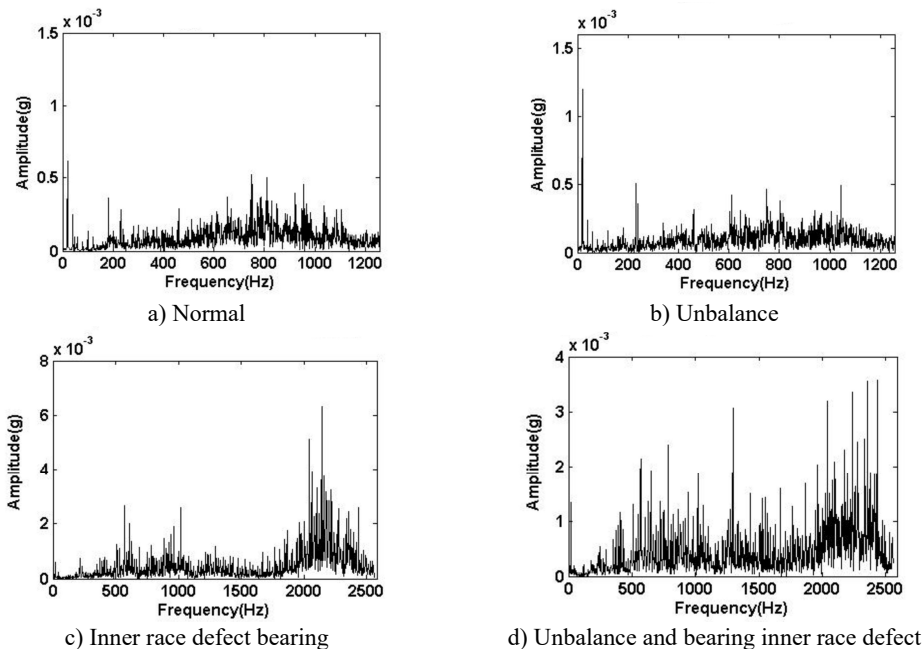 x 10⁻³
1.5
1
0.5
0
Amplitude(g)
0 200 400 600 800 1000 1200
Frequency(Hz)
a) Normal
x 10⁻³
1.5
1
0.5
0
Amplitude(g)
0 200 400 600 800 1000 1200
Frequency(Hz)
b) Unbalance
x 10⁻³
8
6
4
2
0
Amplitude(g)
0 500 1000 1500 2000 2500
Frequency(Hz)
c) Inner race defect bearing
x 10⁻³
4
3
2
1
0
Amplitude(g)
0 500 1000 1500 2000 2500
Frequency(Hz)
d) Unbalance and bearing inner race defect